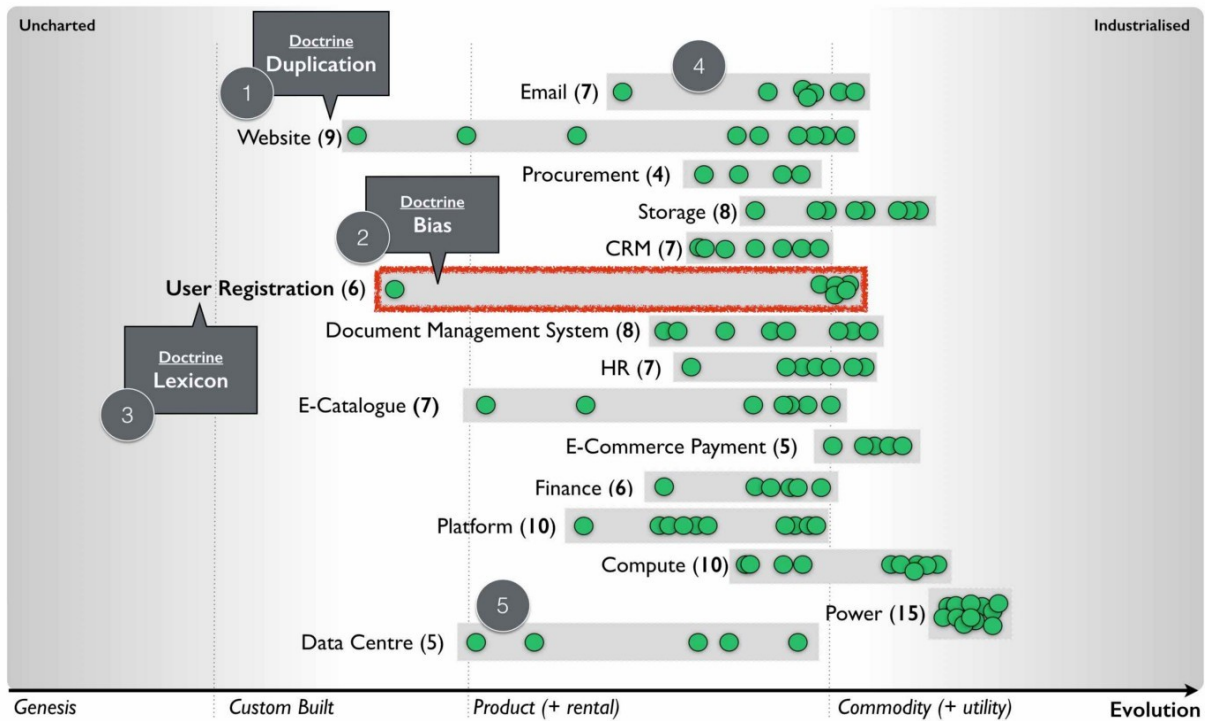 Uncharted
Industrialised
Doctrine
Duplication
1
4
Email (7)
Website (9)
Procurement (4)
Doctrine
Bias
2
Storage (8)
CRM (7)
User Registration (6)
Document Management System (8)
Doctrine
Lexicon
3
HR (7)
E-Catalogue (7)
E-Commerce Payment (5)
Finance (6)
Platform (10)
Compute (10)
5
Power (15)
Data Centre (5)
Genesis
Custom Built
Product (+ rental)
Commodity (+ utility)
Evolution